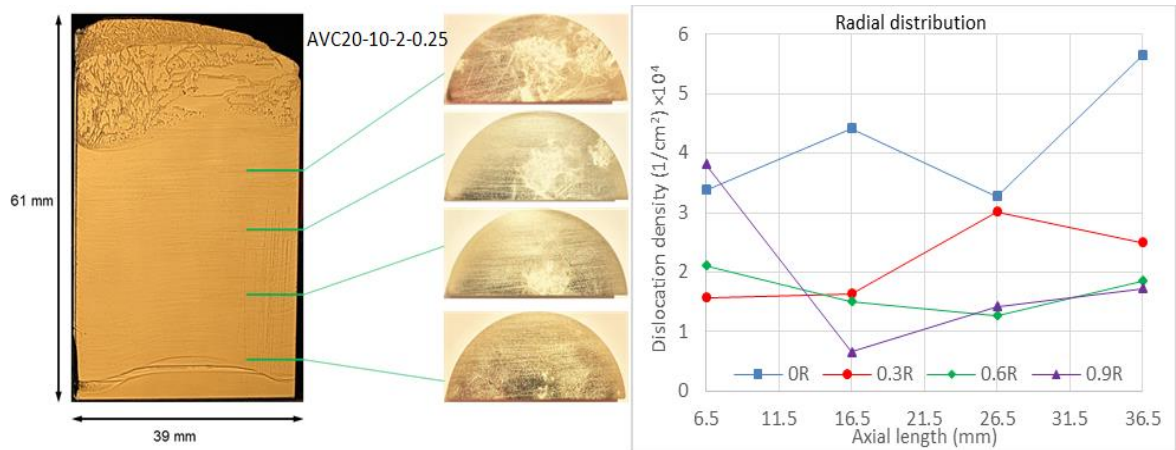 AVC20-10-2-0.25
61 mm
39 mm
Radial distribution
Dislocation density (1/cm²) ×10⁴
6
5
4
3
2
1
0
0R 0.3R 0.6R 0.9R
6.5 11.5 16.5 21.5 26.5 31.5 36.5
Axial length (mm)